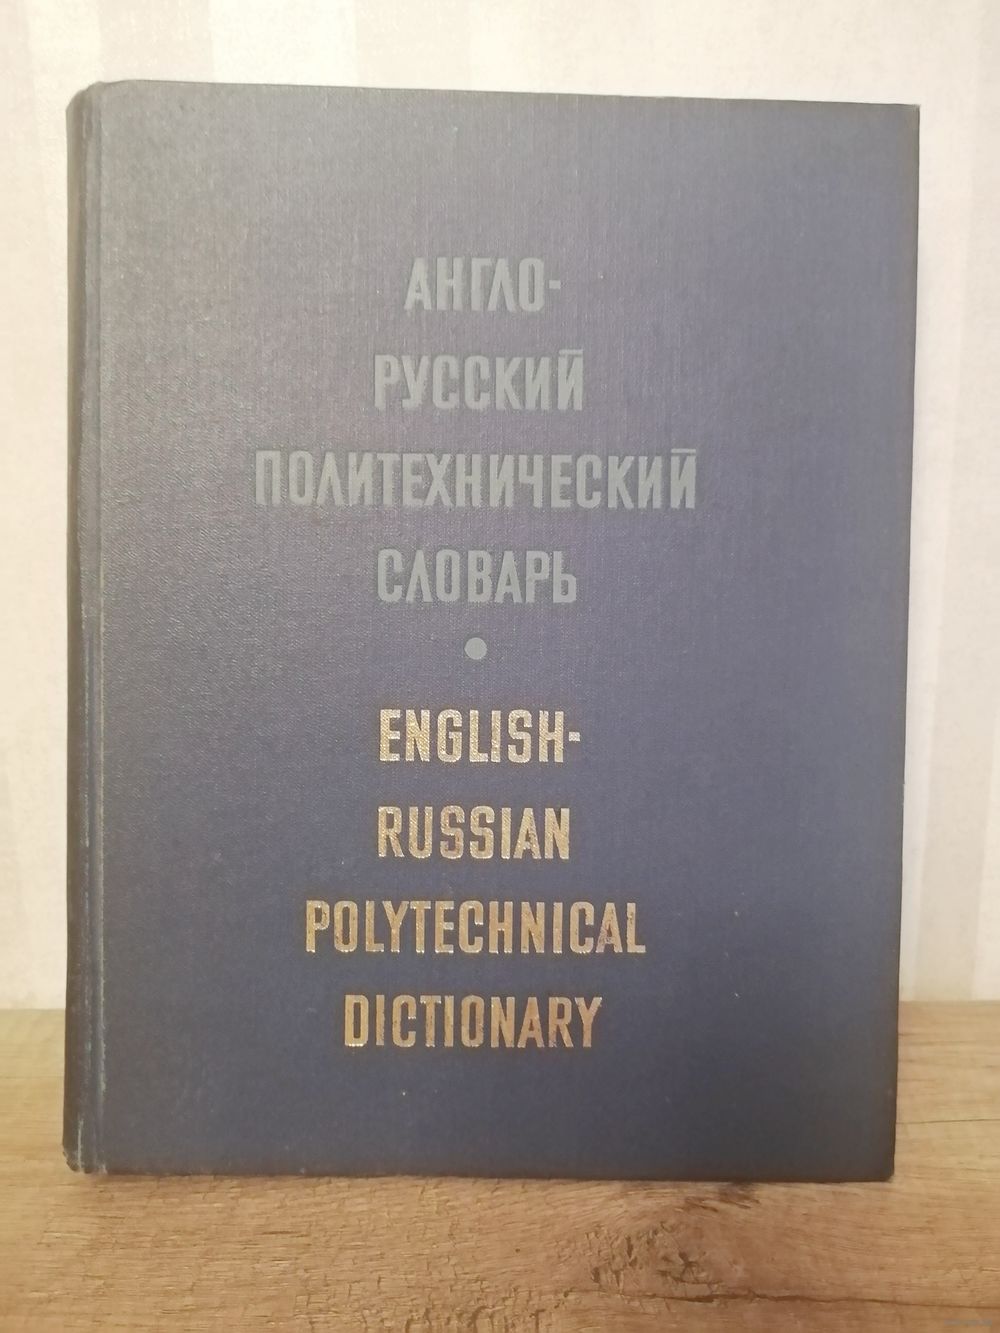 АНГЛО-
РУССКИЙ
ПОЛИТЕХНИЧЕСКИЙ
СЛОВАРЬ
•
ENGLISH-
RUSSIAN
POLYTECHNICAL
DICTIONARY